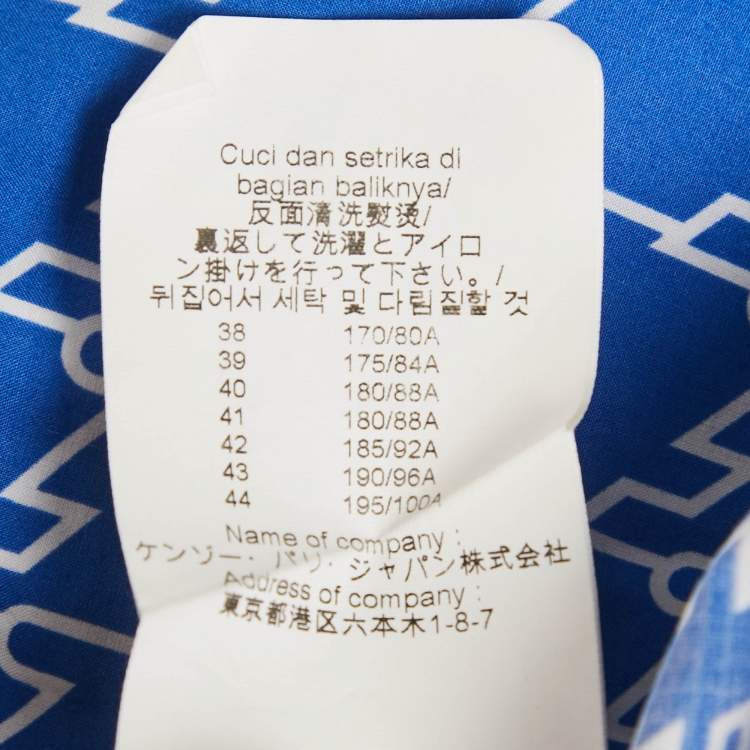 Cuci dan setrika di
bagian baliknya/
反面清洗熨烫/
裏返して洗濯とアイロ
ン掛けを行って下さい。/
뒤집어서 세탁 및 다림질할 것
38 170/80A
39 175/84A
40 180/88A
41 180/88A
42 185/92A
43 190/96A
44 195/100A
Name of company :
ケンゾー・パリ・ジャパン株式会社
Address of company :
東京都港区六本木1-8-7